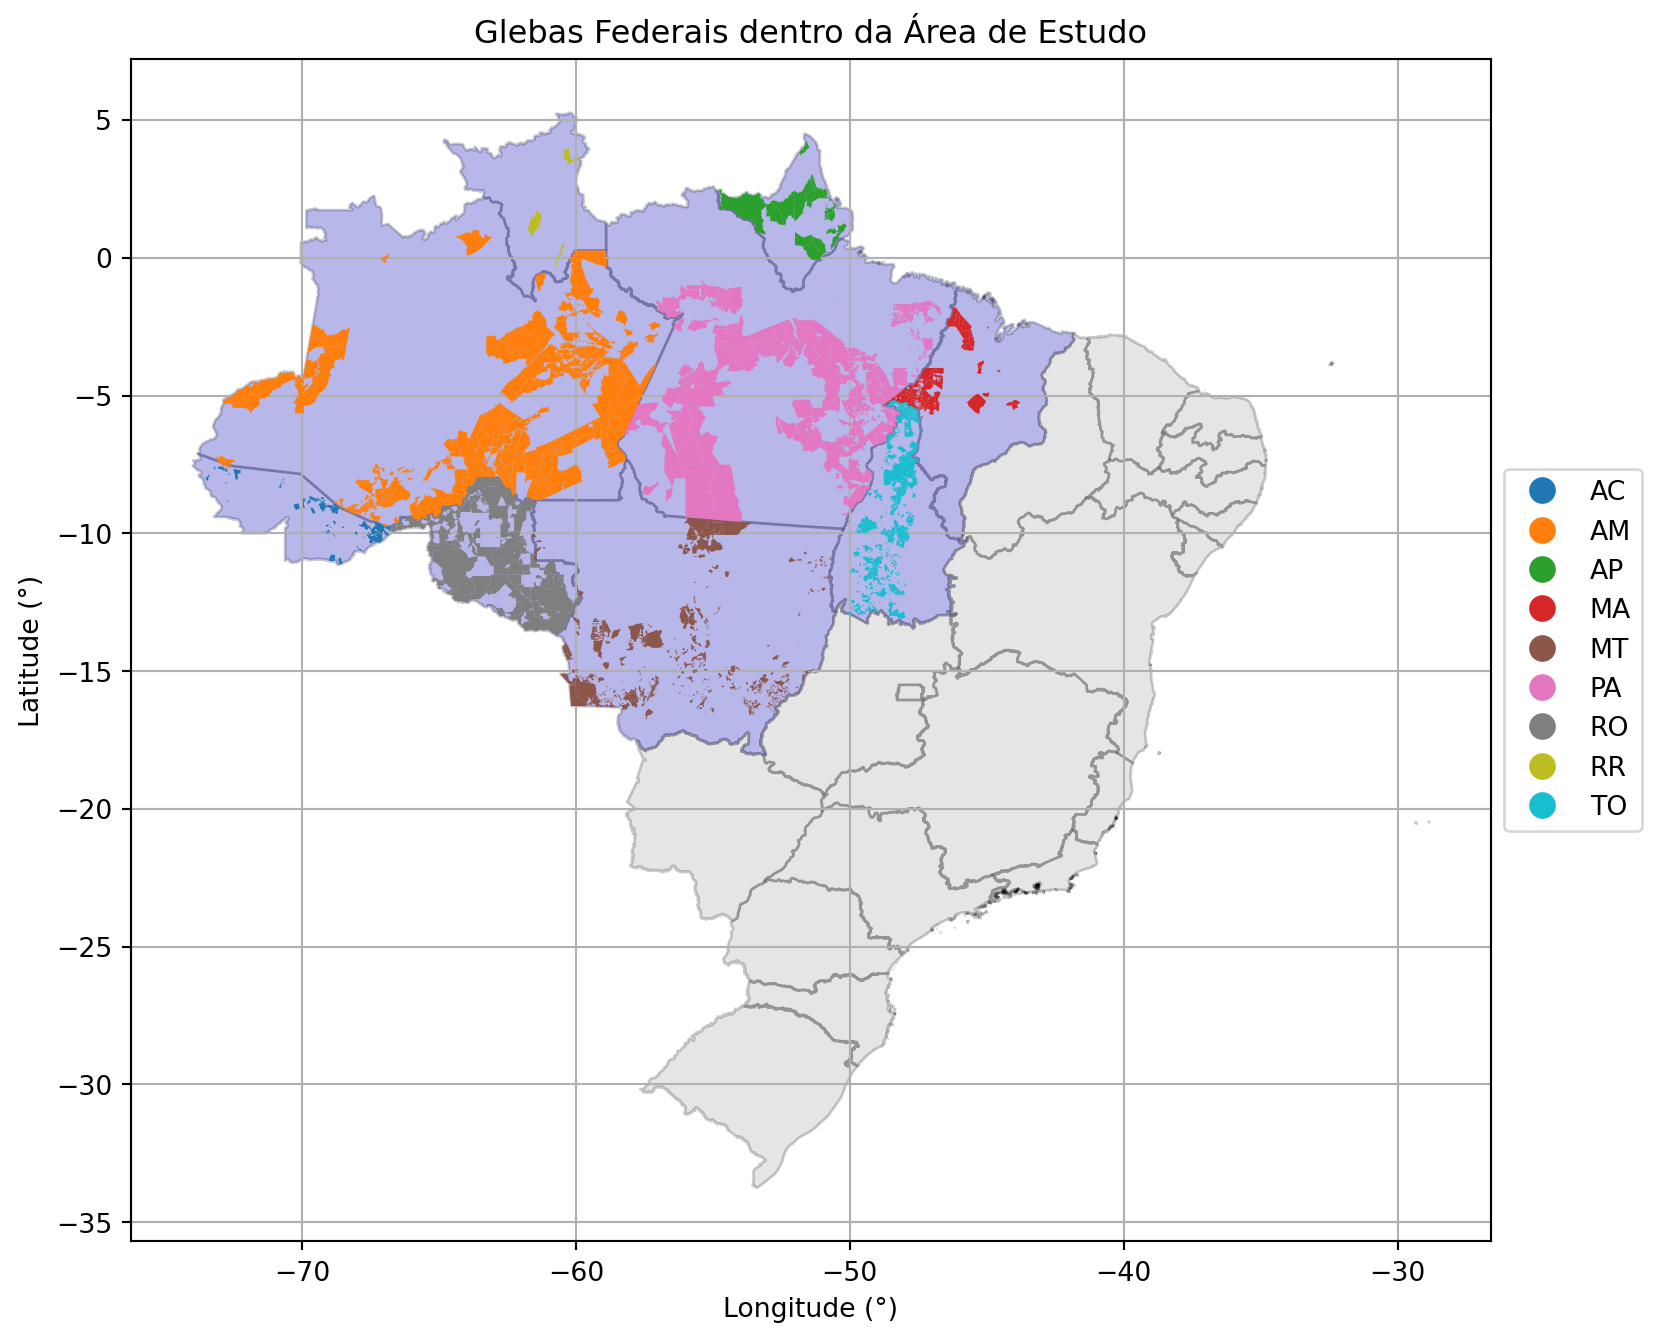 Glebas Federais dentro da Área de Estudo
5
0
−5
−10
−15
−20
−25
−30
−35
Latitude (°)
−70
−60
−50
−40
−30
Longitude (°)
AC
AM
AP
MA
MT
PA
RO
RR
TO